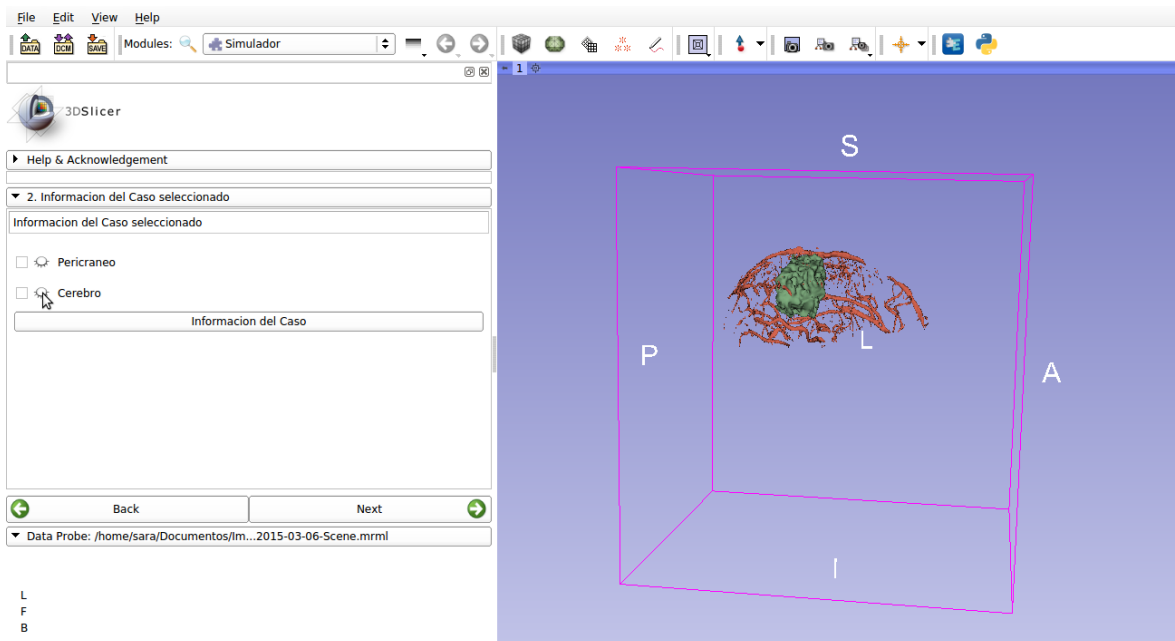 File Edit View Help
DATA DCM SAVE Modules: Simulador
1
3DSlicer
Help & Acknowledgement
2. Informacion del Caso seleccionado
Informacion del Caso seleccionado
Pericraneo
Cerebro
Informacion del Caso
Back Next
Data Probe: /home/sara/Documentos/Im...2015-03-06-Scene.mrml
L
F
B
S
P
L
A
I